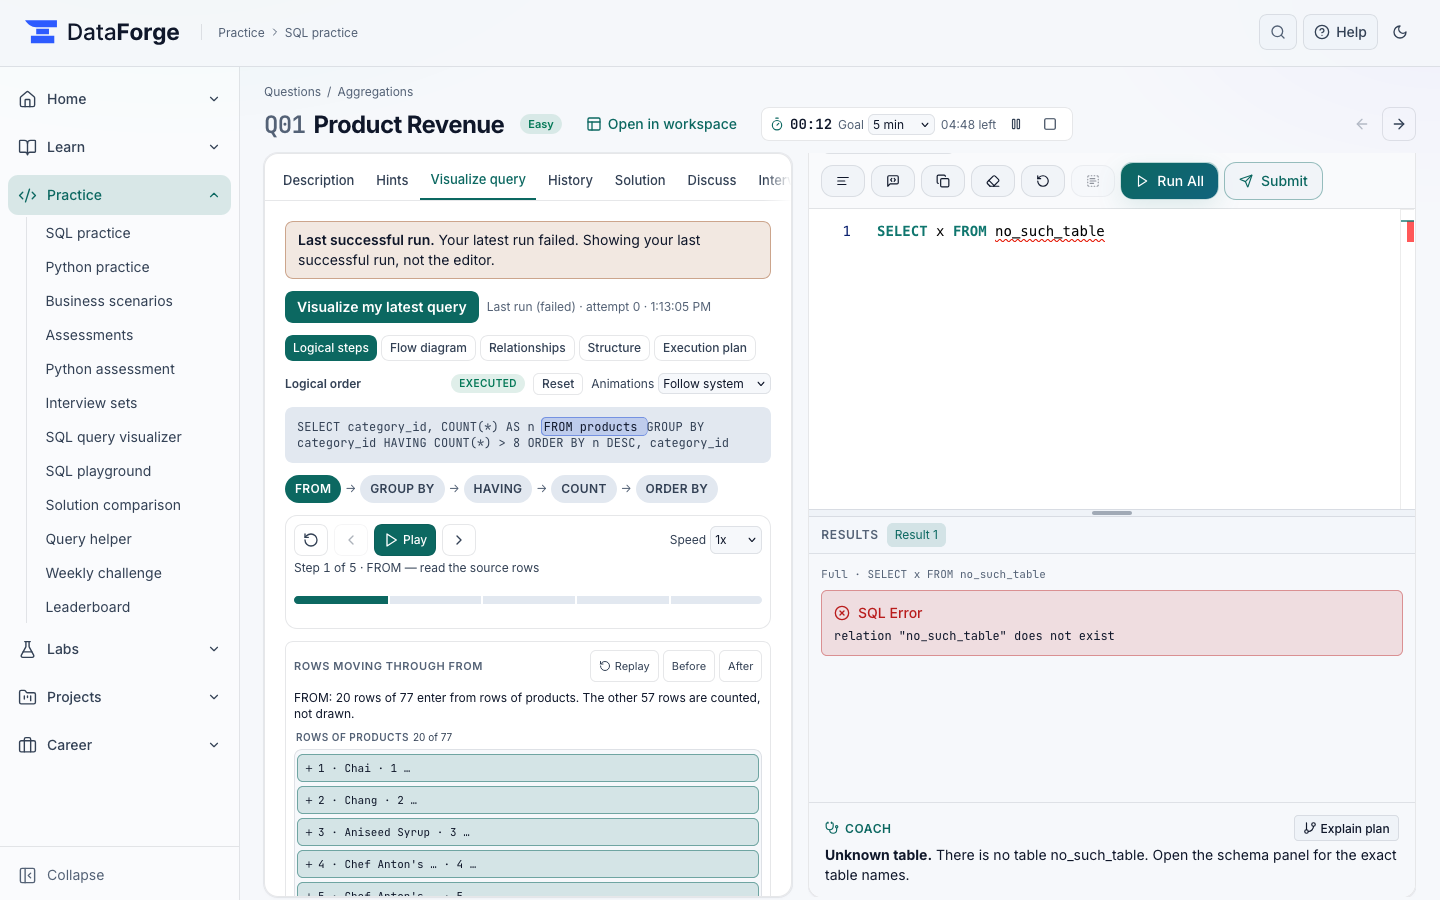 DataForge
Practice > SQL practice
Help
Home
Learn
Practice
SQL practice
Python practice
Business scenarios
Assessments
Python assessment
Interview sets
SQL query visualizer
SQL playground
Solution comparison
Query helper
Weekly challenge
Leaderboard
Labs
Projects
Career
Collapse
Questions / Aggregations
Q01 Product Revenue Easy Open in workspace 00:12 Goal 5 min 04:48 left
Description Hints Visualize query History Solution Discuss
Last successful run. Your latest run failed. Showing your last
successful run, not the editor.
Visualize my latest query Last run (failed) · attempt 0 · 1:13:05 PM
Logical steps Flow diagram Relationships Structure Execution plan
Logical order EXECUTED Reset Animations Follow system
SELECT category_id, COUNT(*) AS n FROM products GROUP BY
category_id HAVING COUNT(*) > 8 ORDER BY n DESC, category_id
FROM → GROUP BY → HAVING → COUNT → ORDER BY
Play Speed 1x
Step 1 of 5 · FROM — read the source rows
ROWS MOVING THROUGH FROM Replay Before After
FROM: 20 rows of 77 enter from rows of products. The other 57 rows are counted,
not drawn.
ROWS OF PRODUCTS 20 of 77
+ 1 · Chai · 1 …
+ 2 · Chang · 2 …
+ 3 · Aniseed Syrup · 3 …
+ 4 · Chef Anton's … · 4 …
Run All Submit
1 SELECT x FROM no_such_table
RESULTS Result 1
Full · SELECT x FROM no_such_table
SQL Error
relation "no_such_table" does not exist
COACH Explain plan
Unknown table. There is no table no_such_table. Open the schema panel for the exact
table names.